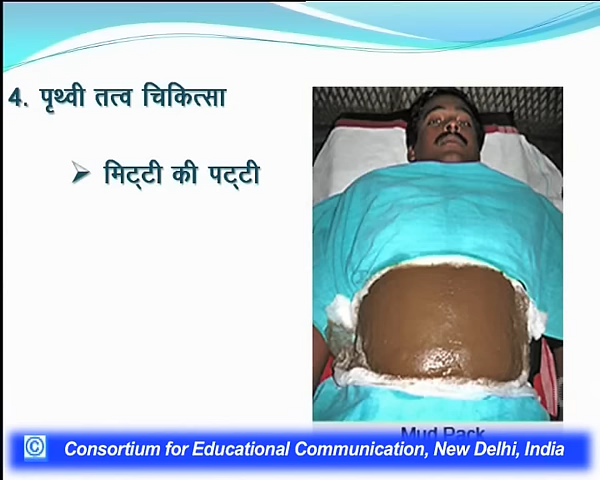 4. पृथ्वी तत्व चिकित्सा
➢ मिट्टी की पट्टी
Mud Pack
© Consortium for Educational Communication, New Delhi, India